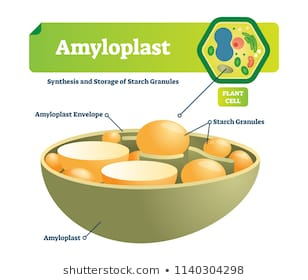 Amyloplast
Synthesis and Storage of Starch Granules
PLANT
CELL
Amyloplast Envelope
Starch Granules
Amyloplast
shutterstock.com • 1140304298